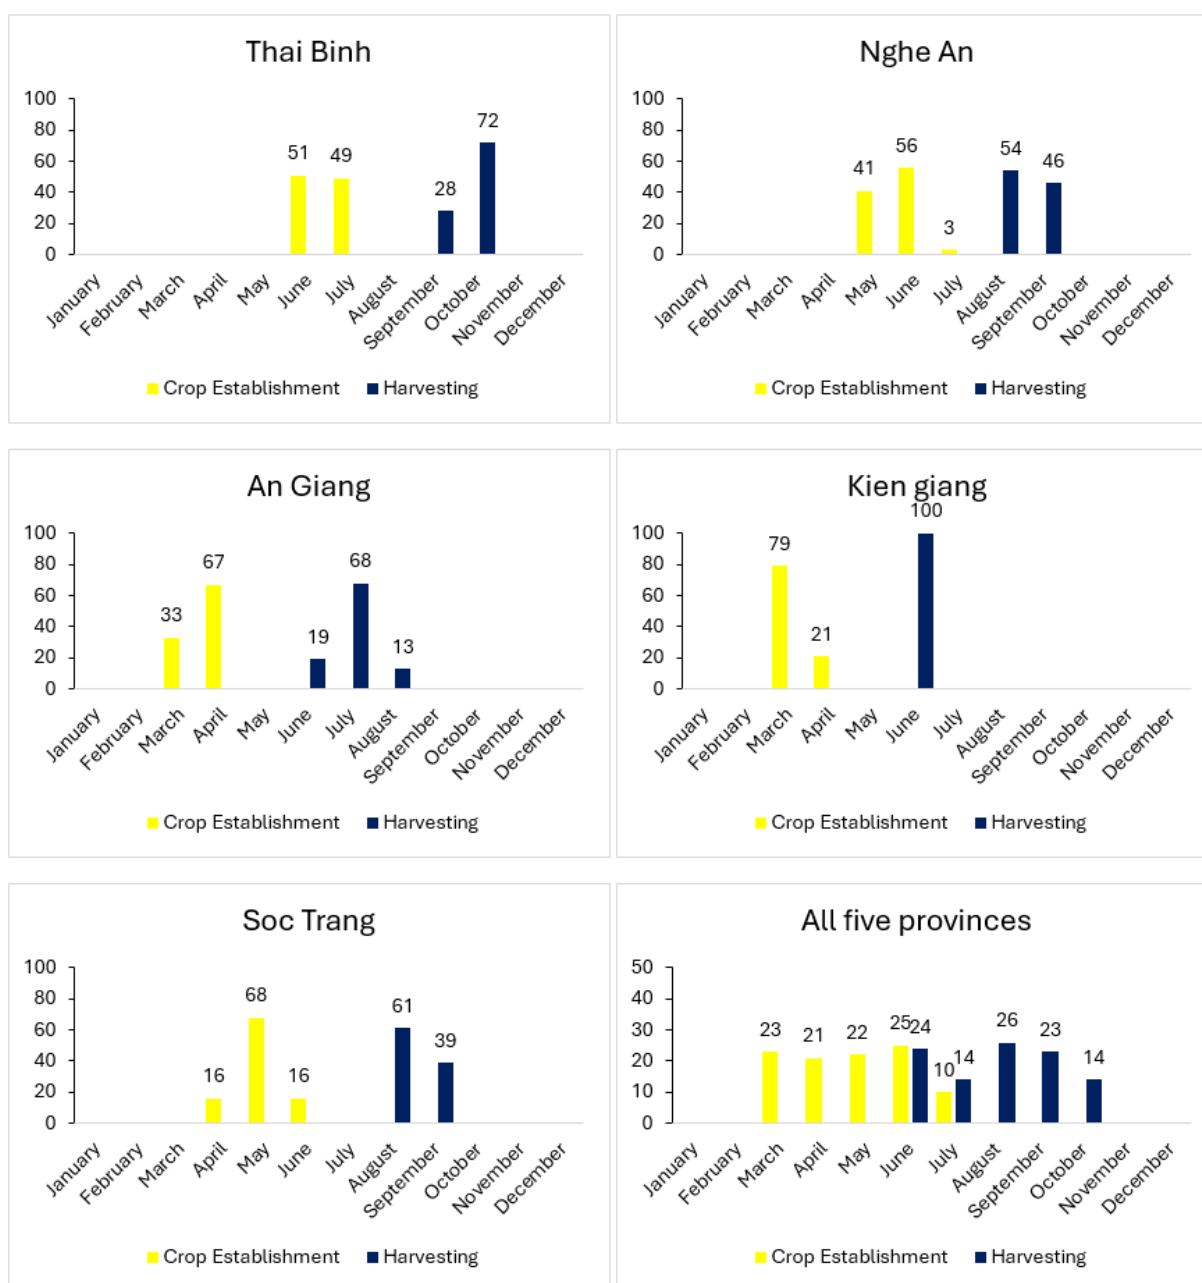 Thai Binh
100
80
60
40
20
0
51
49
28
72
January
February
March
April
May
June
July
August
September
October
November
December
Crop Establishment
Harvesting
Nghe An
100
80
60
40
20
0
41
56
3
54
46
January
February
March
April
May
June
July
August
September
October
November
December
Crop Establishment
Harvesting
An Giang
100
80
60
40
20
0
33
67
19
68
13
January
February
March
April
May
June
July
August
September
October
November
December
Crop Establishment
Harvesting
Kien giang
100
80
60
40
20
0
79
21
100
January
February
March
April
May
June
July
August
September
October
November
December
Crop Establishment
Harvesting
Soc Trang
100
80
60
40
20
0
16
68
16
61
39
January
February
March
April
May
June
July
August
September
October
November
December
Crop Establishment
Harvesting
All five provinces
50
40
30
20
10
0
23
21
22
25
24
10
14
26
23
14
January
February
March
April
May
June
July
August
September
October
November
December
Crop Establishment
Harvesting